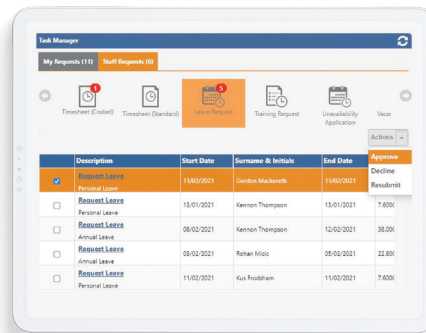 Task Manager
My Requests (11) Staff Requests (6)
1 5
Timesheet (Costed) Timesheet (Standard) Leave Request Training Request Unavailability Vacar
Application
Actions
Description Start Date Surname & Initials End Date Approve
Decline
Resubmit
Request Leave 11/02/2021 Gordon Mackereth 11/02/2021
Personal Leave
Request Leave 13/01/2021 Kennon Thompson 13/01/2021 7.600
Personal Leave
Request Leave 08/02/2021 Kennon Thompson 12/02/2021 38.00
Annual Leave
Request Leave 03/02/2021 Rohan Misic 05/02/2021 22.80
Annual Leave
Request Leave 11/02/2021 Kus Frodsham 11/02/2021 7.600
Personal Leave